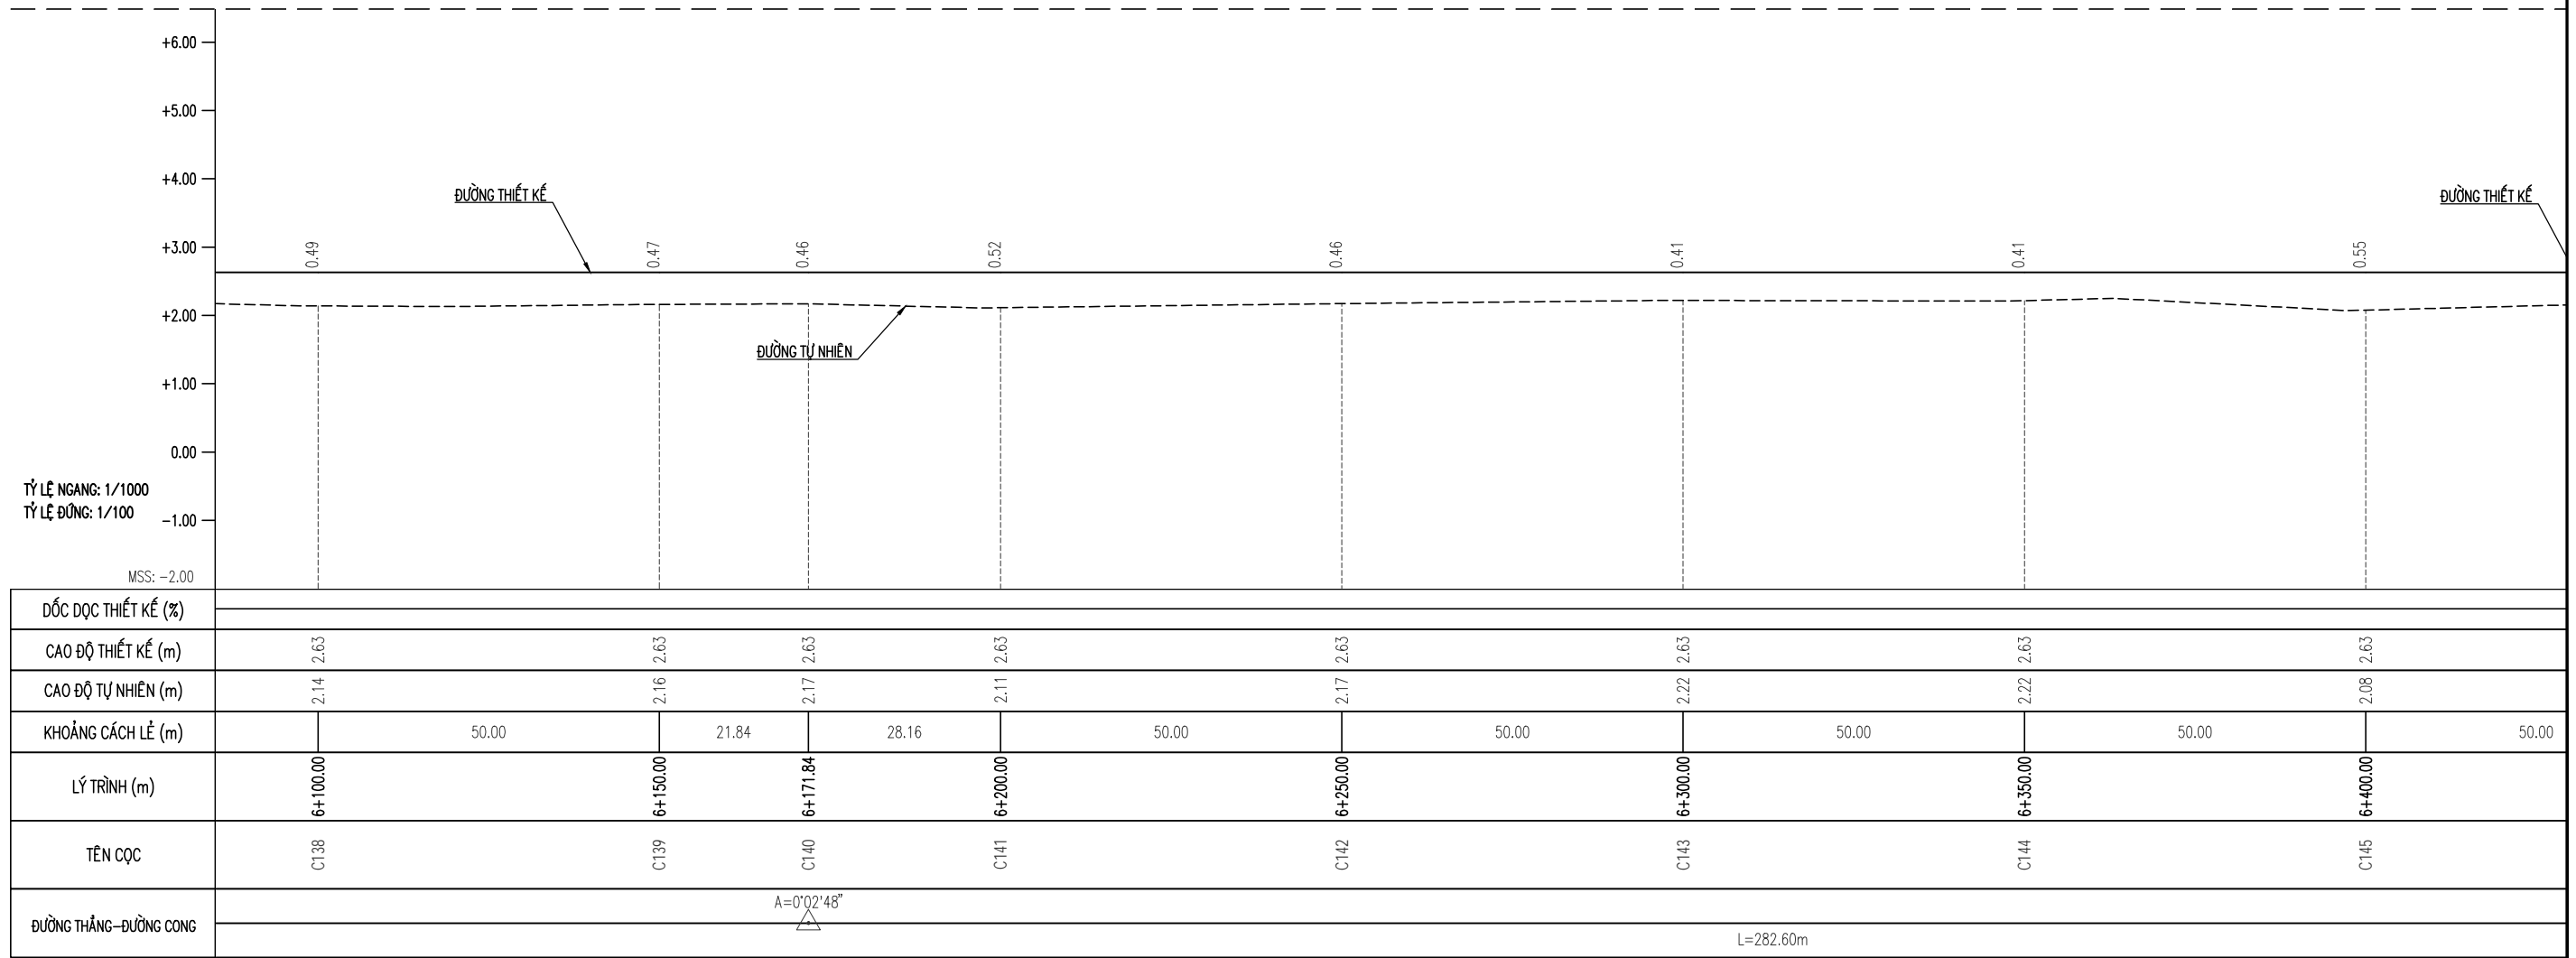 +6.00
+5.00
+4.00
ĐƯỜNG THIẾT KẾ
ĐƯỜNG THIẾT KẾ
+3.00
0.49 0.47 0.46 0.52 0.46 0.41 0.41 0.55
+2.00
ĐƯỜNG TỰ NHIÊN
+1.00
0.00
TỶ LỆ NGANG: 1/1000
TỶ LỆ ĐỨNG: 1/100
-1.00
MSS: -2.00
DỐC DỌC THIẾT KẾ (%)
CAO ĐỘ THIẾT KẾ (m) 2.63 2.63 2.63 2.63 2.63 2.63 2.63 2.63
CAO ĐỘ TỰ NHIÊN (m) 2.14 2.16 2.17 2.11 2.17 2.22 2.22 2.08
KHOẢNG CÁCH LẺ (m) 50.00 21.84 28.16 50.00 50.00 50.00 50.00 50.00
LÝ TRÌNH (m) 6+100.00 6+150.00 6+171.84 6+200.00 6+250.00 6+300.00 6+350.00 6+400.00
TÊN CỌC C138 C139 C140 C141 C142 C143 C144 C145
A=0°02'48"
ĐƯỜNG THẲNG-ĐƯỜNG CONG
L=282.60m